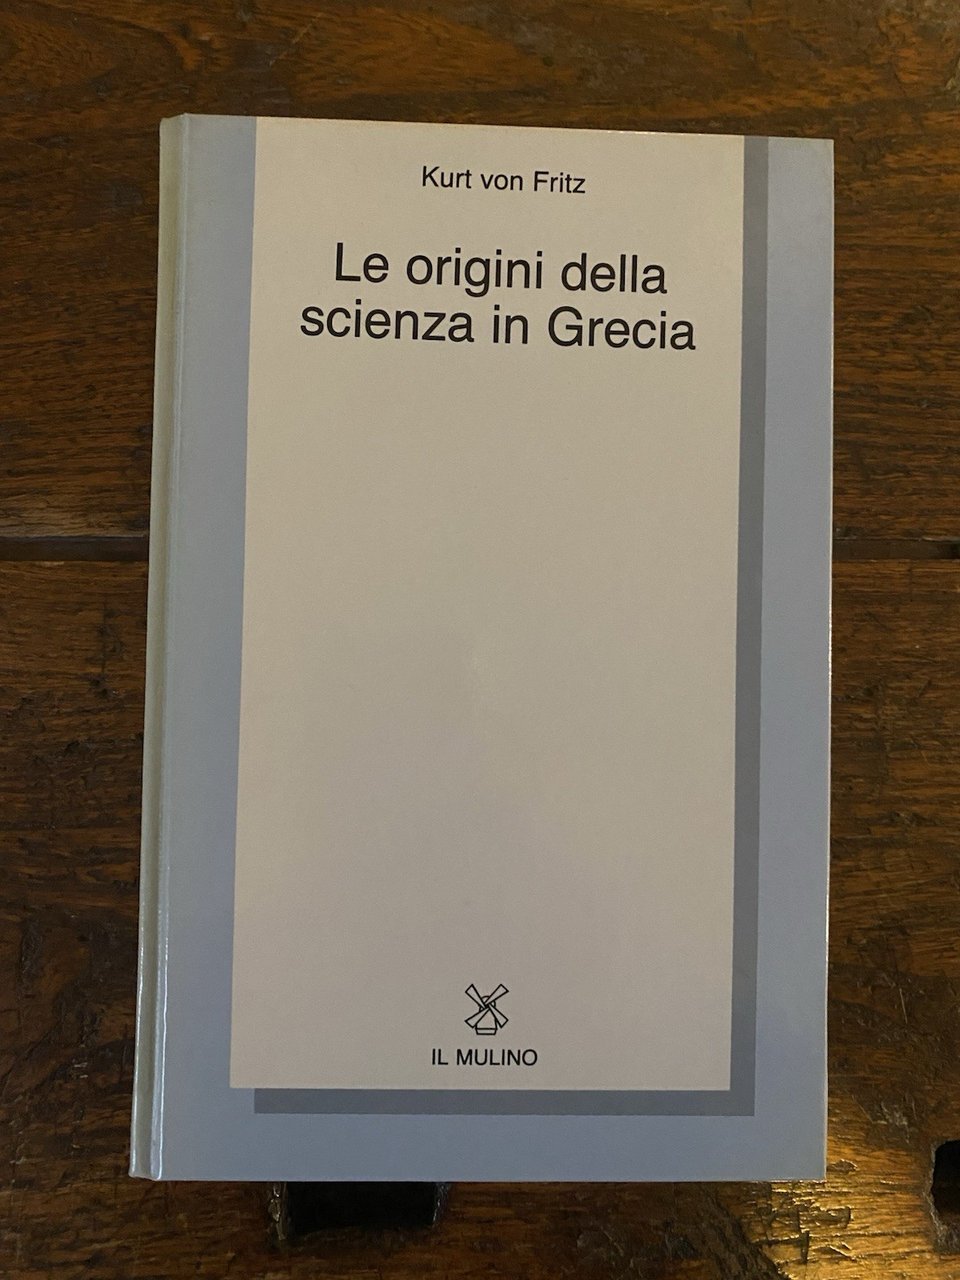 Kurt von Fritz
Le origini della
scienza in Grecia
IL MULINO